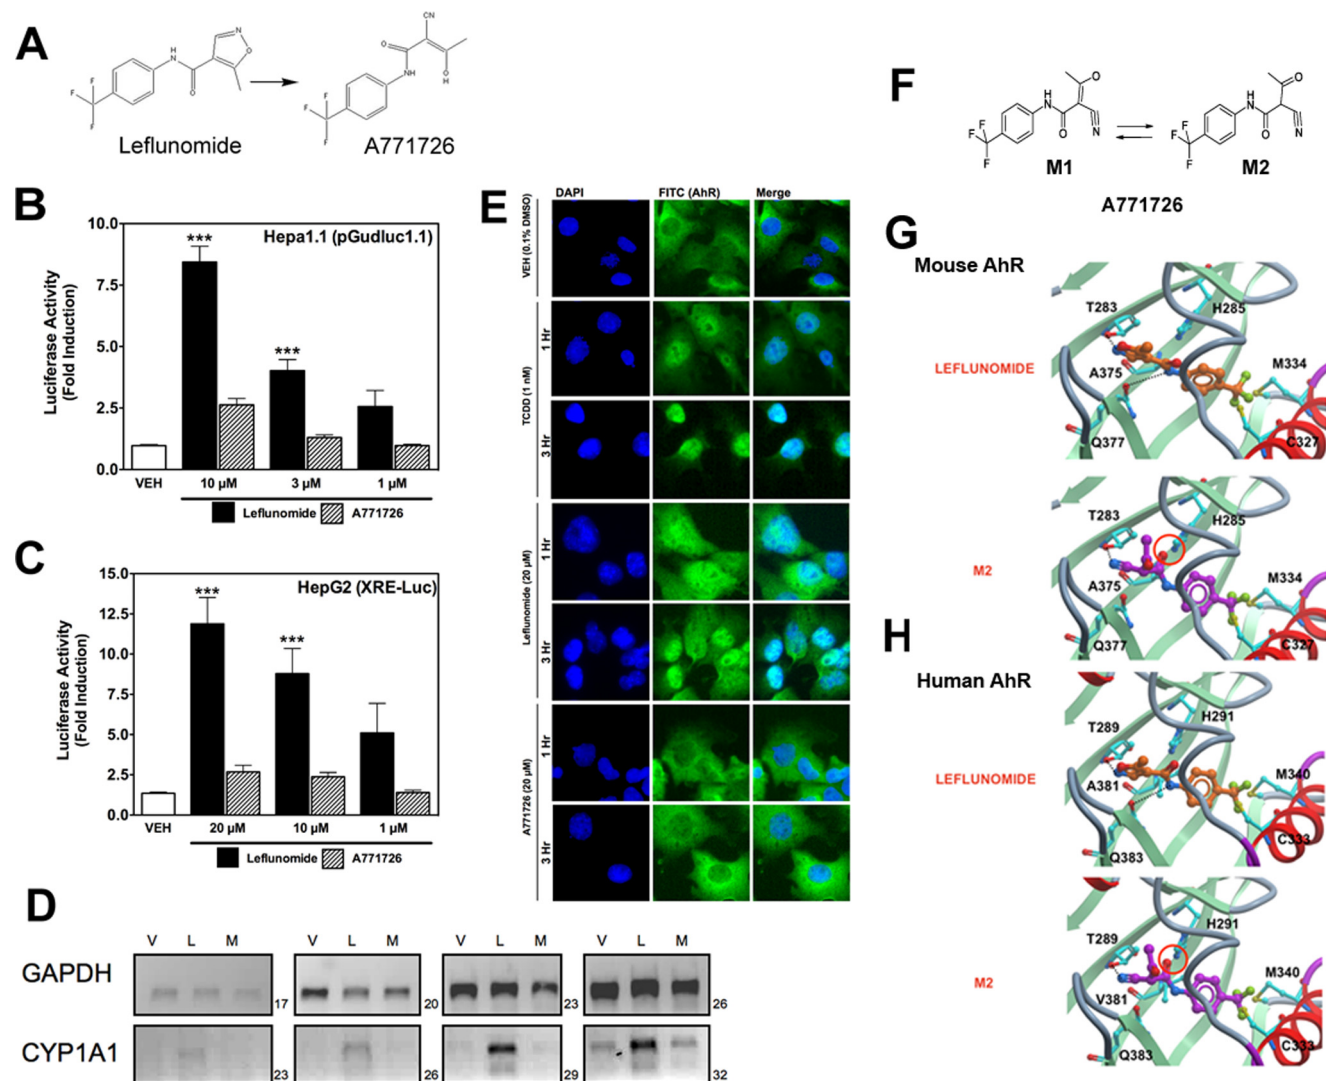 A
Leflunomide
A771726
B
Hepa1.1 (pGudluc1.1)
Luciferase Activity
(Fold Induction)
10.0
7.5
5.0
2.5
0.0
***
***
VEH
10 µM
3 µM
1 µM
Leflunomide
A771726
C
HepG2 (XRE-Luc)
Luciferase Activity
(Fold Induction)
15.0
12.5
10.0
7.5
5.0
2.5
0.0
***
***
VEH
20 µM
10 µM
1 µM
Leflunomide
A771726
D
V L M V L M V L M V L M
GAPDH
17
20
23
26
CYP1A1
23
26
29
32
E
DAPI
FITC (AhR)
Merge
VEH (0.1% DMSO)
TCDD (1 nM)
1 Hr
3 Hr
Leflunomide (20 µM)
1 Hr
3 Hr
A771726 (20 µM)
1 Hr
3 Hr
F
M1
M2
A771726
G
Mouse AhR
LEFLUNOMIDE
T283
H285
A375
M334
Q377
C327
M2
T283
H285
A375
M334
Q377
C327
H
Human AhR
LEFLUNOMIDE
T289
H291
A381
M340
Q383
C333
M2
T289
H291
V381
M340
Q383
C333